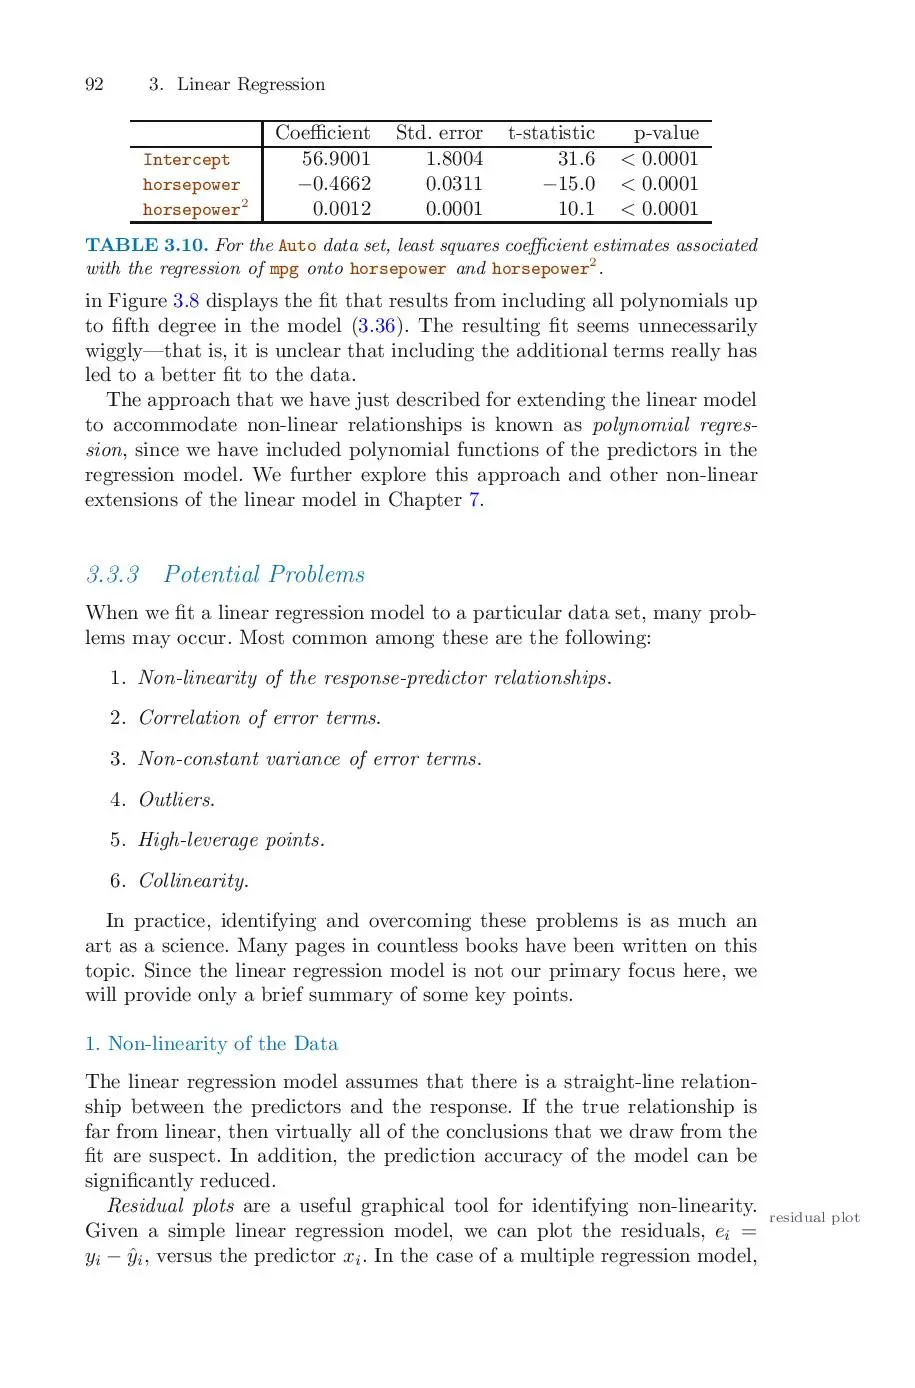 92 3. Linear Regression
Coefficient Std. error t-statistic p-value
Intercept 56.9001 1.8004 31.6 < 0.0001
horsepower −0.4662 0.0311 −15.0 < 0.0001
horsepower² 0.0012 0.0001 10.1 < 0.0001
TABLE 3.10. For the Auto data set, least squares coefficient estimates associated
with the regression of mpg onto horsepower and horsepower².
in Figure 3.8 displays the fit that results from including all polynomials up
to fifth degree in the model (3.36). The resulting fit seems unnecessarily
wiggly—that is, it is unclear that including the additional terms really has
led to a better fit to the data.
The approach that we have just described for extending the linear model
to accommodate non-linear relationships is known as polynomial regres-
sion, since we have included polynomial functions of the predictors in the
regression model. We further explore this approach and other non-linear
extensions of the linear model in Chapter 7.
3.3.3 Potential Problems
When we fit a linear regression model to a particular data set, many prob-
lems may occur. Most common among these are the following:
1. Non-linearity of the response-predictor relationships.
2. Correlation of error terms.
3. Non-constant variance of error terms.
4. Outliers.
5. High-leverage points.
6. Collinearity.
In practice, identifying and overcoming these problems is as much an
art as a science. Many pages in countless books have been written on this
topic. Since the linear regression model is not our primary focus here, we
will provide only a brief summary of some key points.
1. Non-linearity of the Data
The linear regression model assumes that there is a straight-line relation-
ship between the predictors and the response. If the true relationship is
far from linear, then virtually all of the conclusions that we draw from the
fit are suspect. In addition, the prediction accuracy of the model can be
significantly reduced.
Residual plots are a useful graphical tool for identifying non-linearity.
residual plot
Given a simple linear regression model, we can plot the residuals, eᵢ =
yᵢ − ŷᵢ, versus the predictor xᵢ. In the case of a multiple regression model,